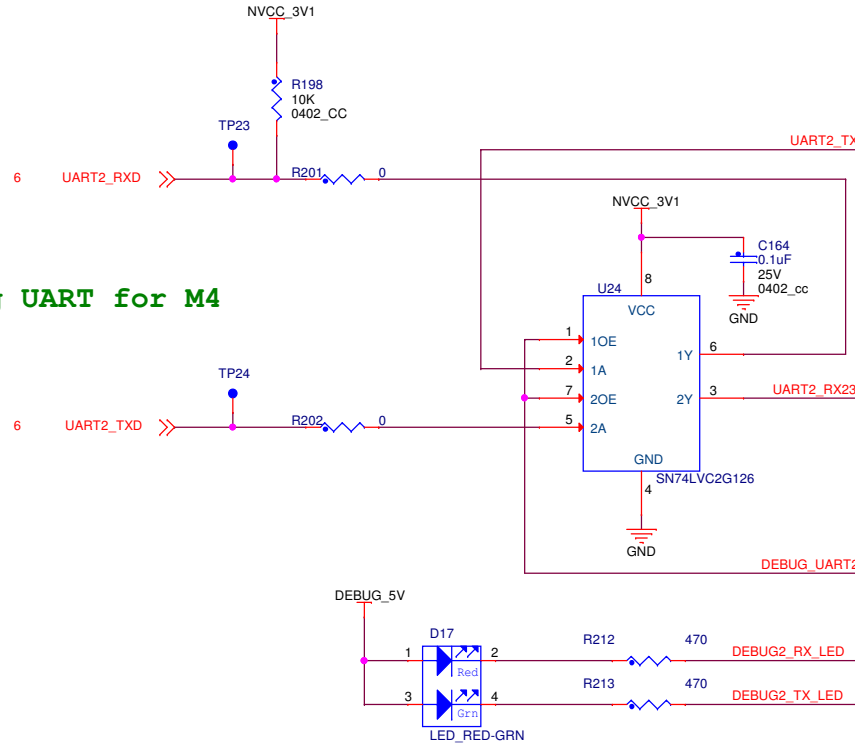 NVCC_3V1
R198
10K
0402_CC
TP23
UART2_TX
6
UART2_RXD
R201
0
NVCC_3V1
C164
0.1uF
25V
0402_cc
GND
U24
8
VCC
UART for M4
1
1OE
2
1A
7
2OE
5
2A
1Y
6
2Y
3
UART2_RX23
GND
SN74LVC2G126
4
GND
TP24
6
UART2_TXD
R202
0
DEBUG_UART2
DEBUG_5V
D17
1
2
Red
3
4
Grn
LED_RED-GRN
R212
470
DEBUG2_RX_LED
R213
470
DEBUG2_TX_LED